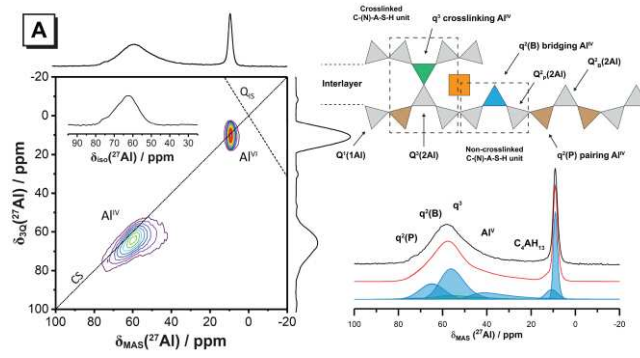 A
-20
0
20
40
60
80
100
δ3Q(²⁷Al) / ppm
100 80 60 40 20 0 -20
δMAS(²⁷Al) / ppm
90 80 70 60 50 40 30
δiso(²⁷Al) / ppm
QIS
AlVI
AlIV
CS
Crosslinked
C-(N)-A-S-H unit
q³ crosslinking AlIV
q²(B) bridging AlIV
Q²P(2Al)
Q²B(2Al)
Interlayer
Q¹(1Al)
Q³(2Al)
Non-crosslinked
C-(N)-A-S-H unit
q²(P) pairing AlIV
q³
q²(B)
q²(P)
AlV
C₄AH₁₃
100 80 60 40 20 0 -20
δMAS(²⁷Al) / ppm